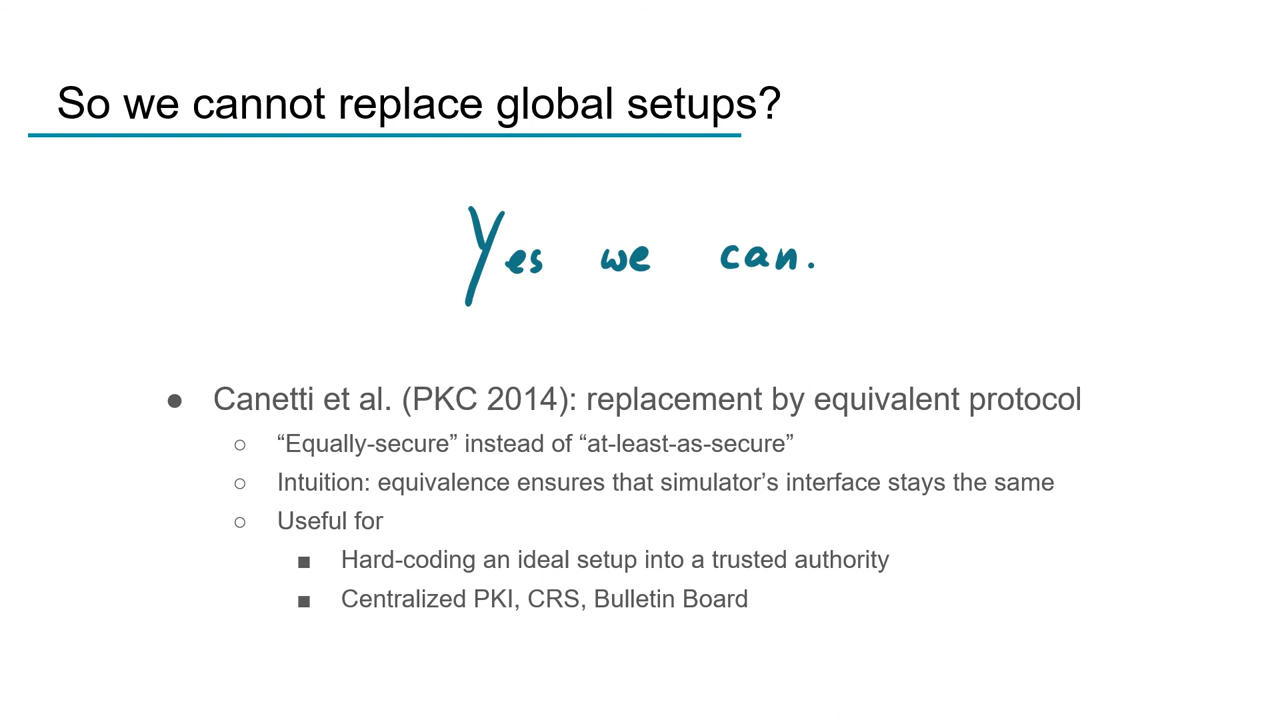 So we cannot replace global setups?
Yes we can.
● Canetti et al. (PKC 2014): replacement by equivalent protocol
○ “Equally-secure” instead of “at-least-as-secure”
○ Intuition: equivalence ensures that simulator’s interface stays the same
○ Useful for
■ Hard-coding an ideal setup into a trusted authority
■ Centralized PKI, CRS, Bulletin Board